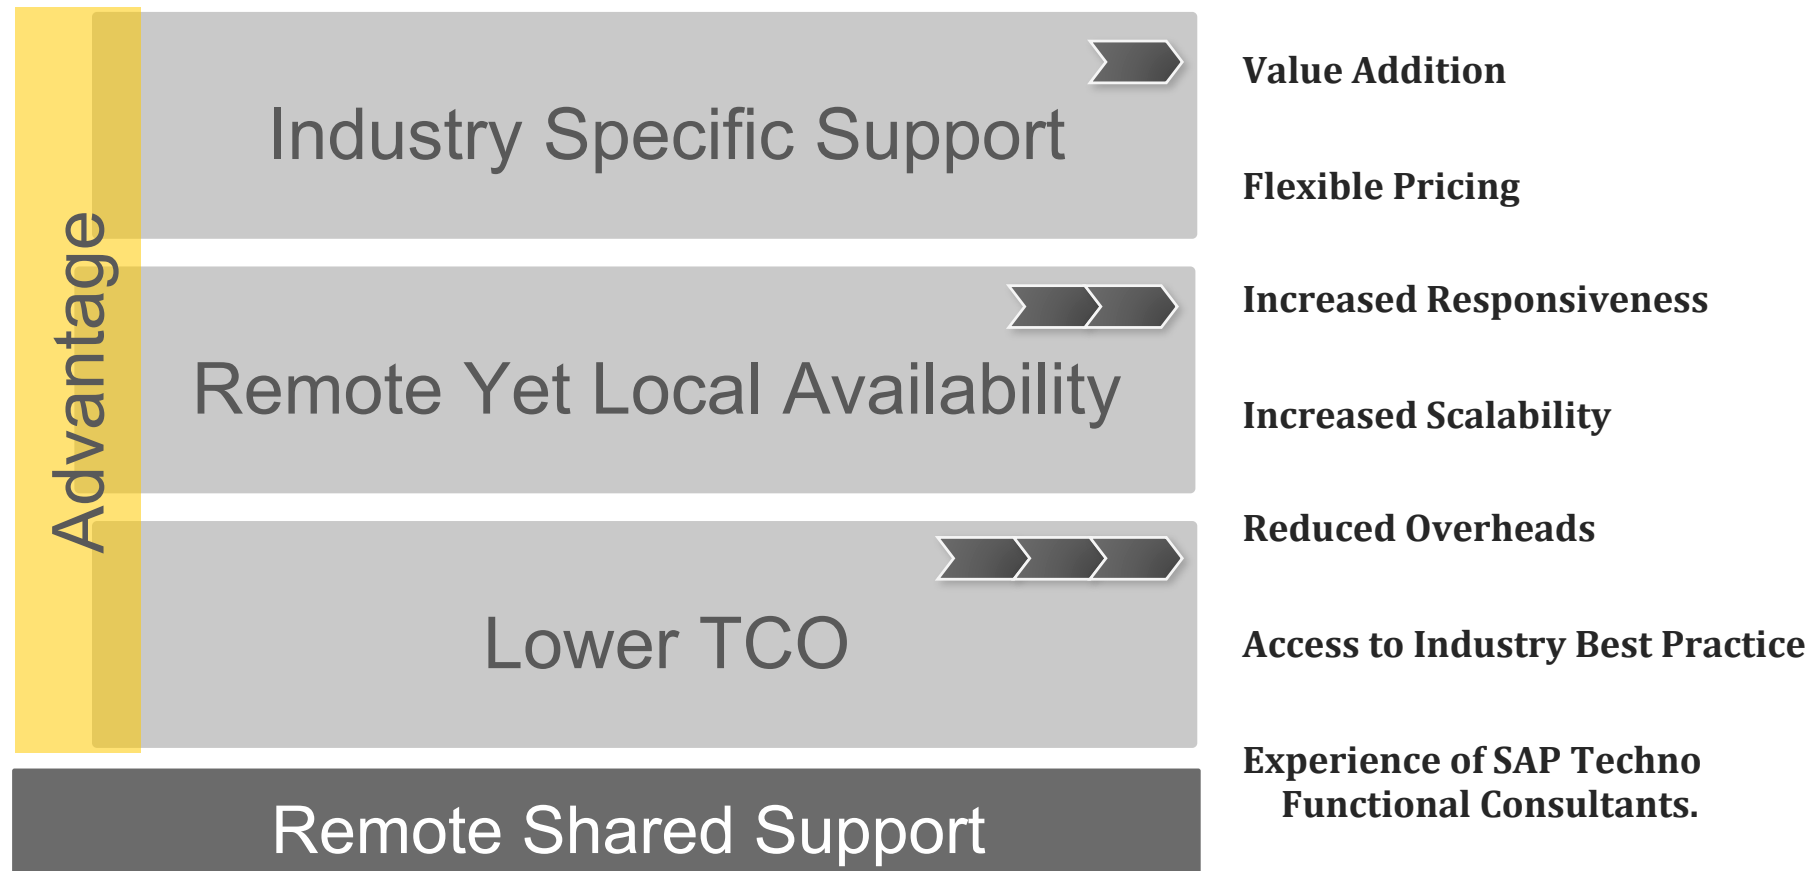 Advantage
Industry Specific Support
Remote Yet Local Availability
Lower TCO
Remote Shared Support
Value Addition
Flexible Pricing
Increased Responsiveness
Increased Scalability
Reduced Overheads
Access to Industry Best Practice
Experience of SAP Techno
Functional Consultants.